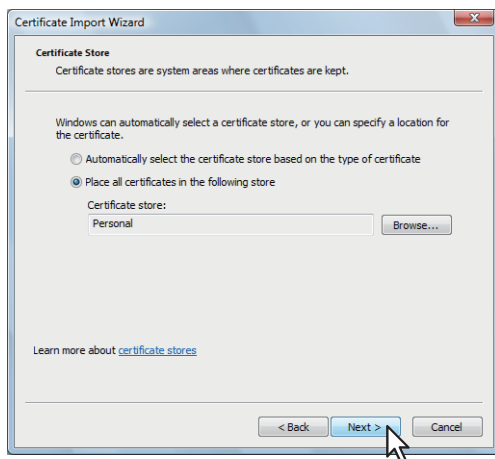 Certificate Import Wizard
Certificate Store
Certificate stores are system areas where certificates are kept.
Windows can automatically select a certificate store, or you can specify a location for
the certificate.
Automatically select the certificate store based on the type of certificate
Place all certificates in the following store
Certificate store:
Personal
Browse...
Learn more about certificate stores
< Back
Next >
Cancel